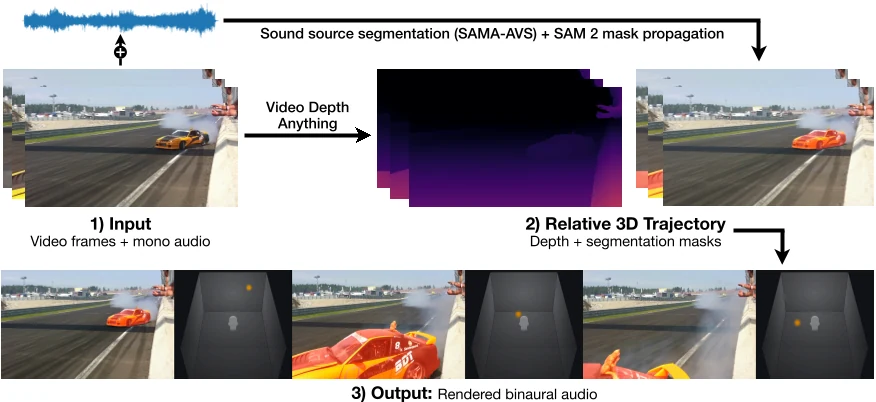 Sound source segmentation (SAMA-AVS) + SAM 2 mask propagation
Video Depth
Anything
1) Input
Video frames + mono audio
2) Relative 3D Trajectory
Depth + segmentation masks
GDT
3) Output: Rendered binaural audio